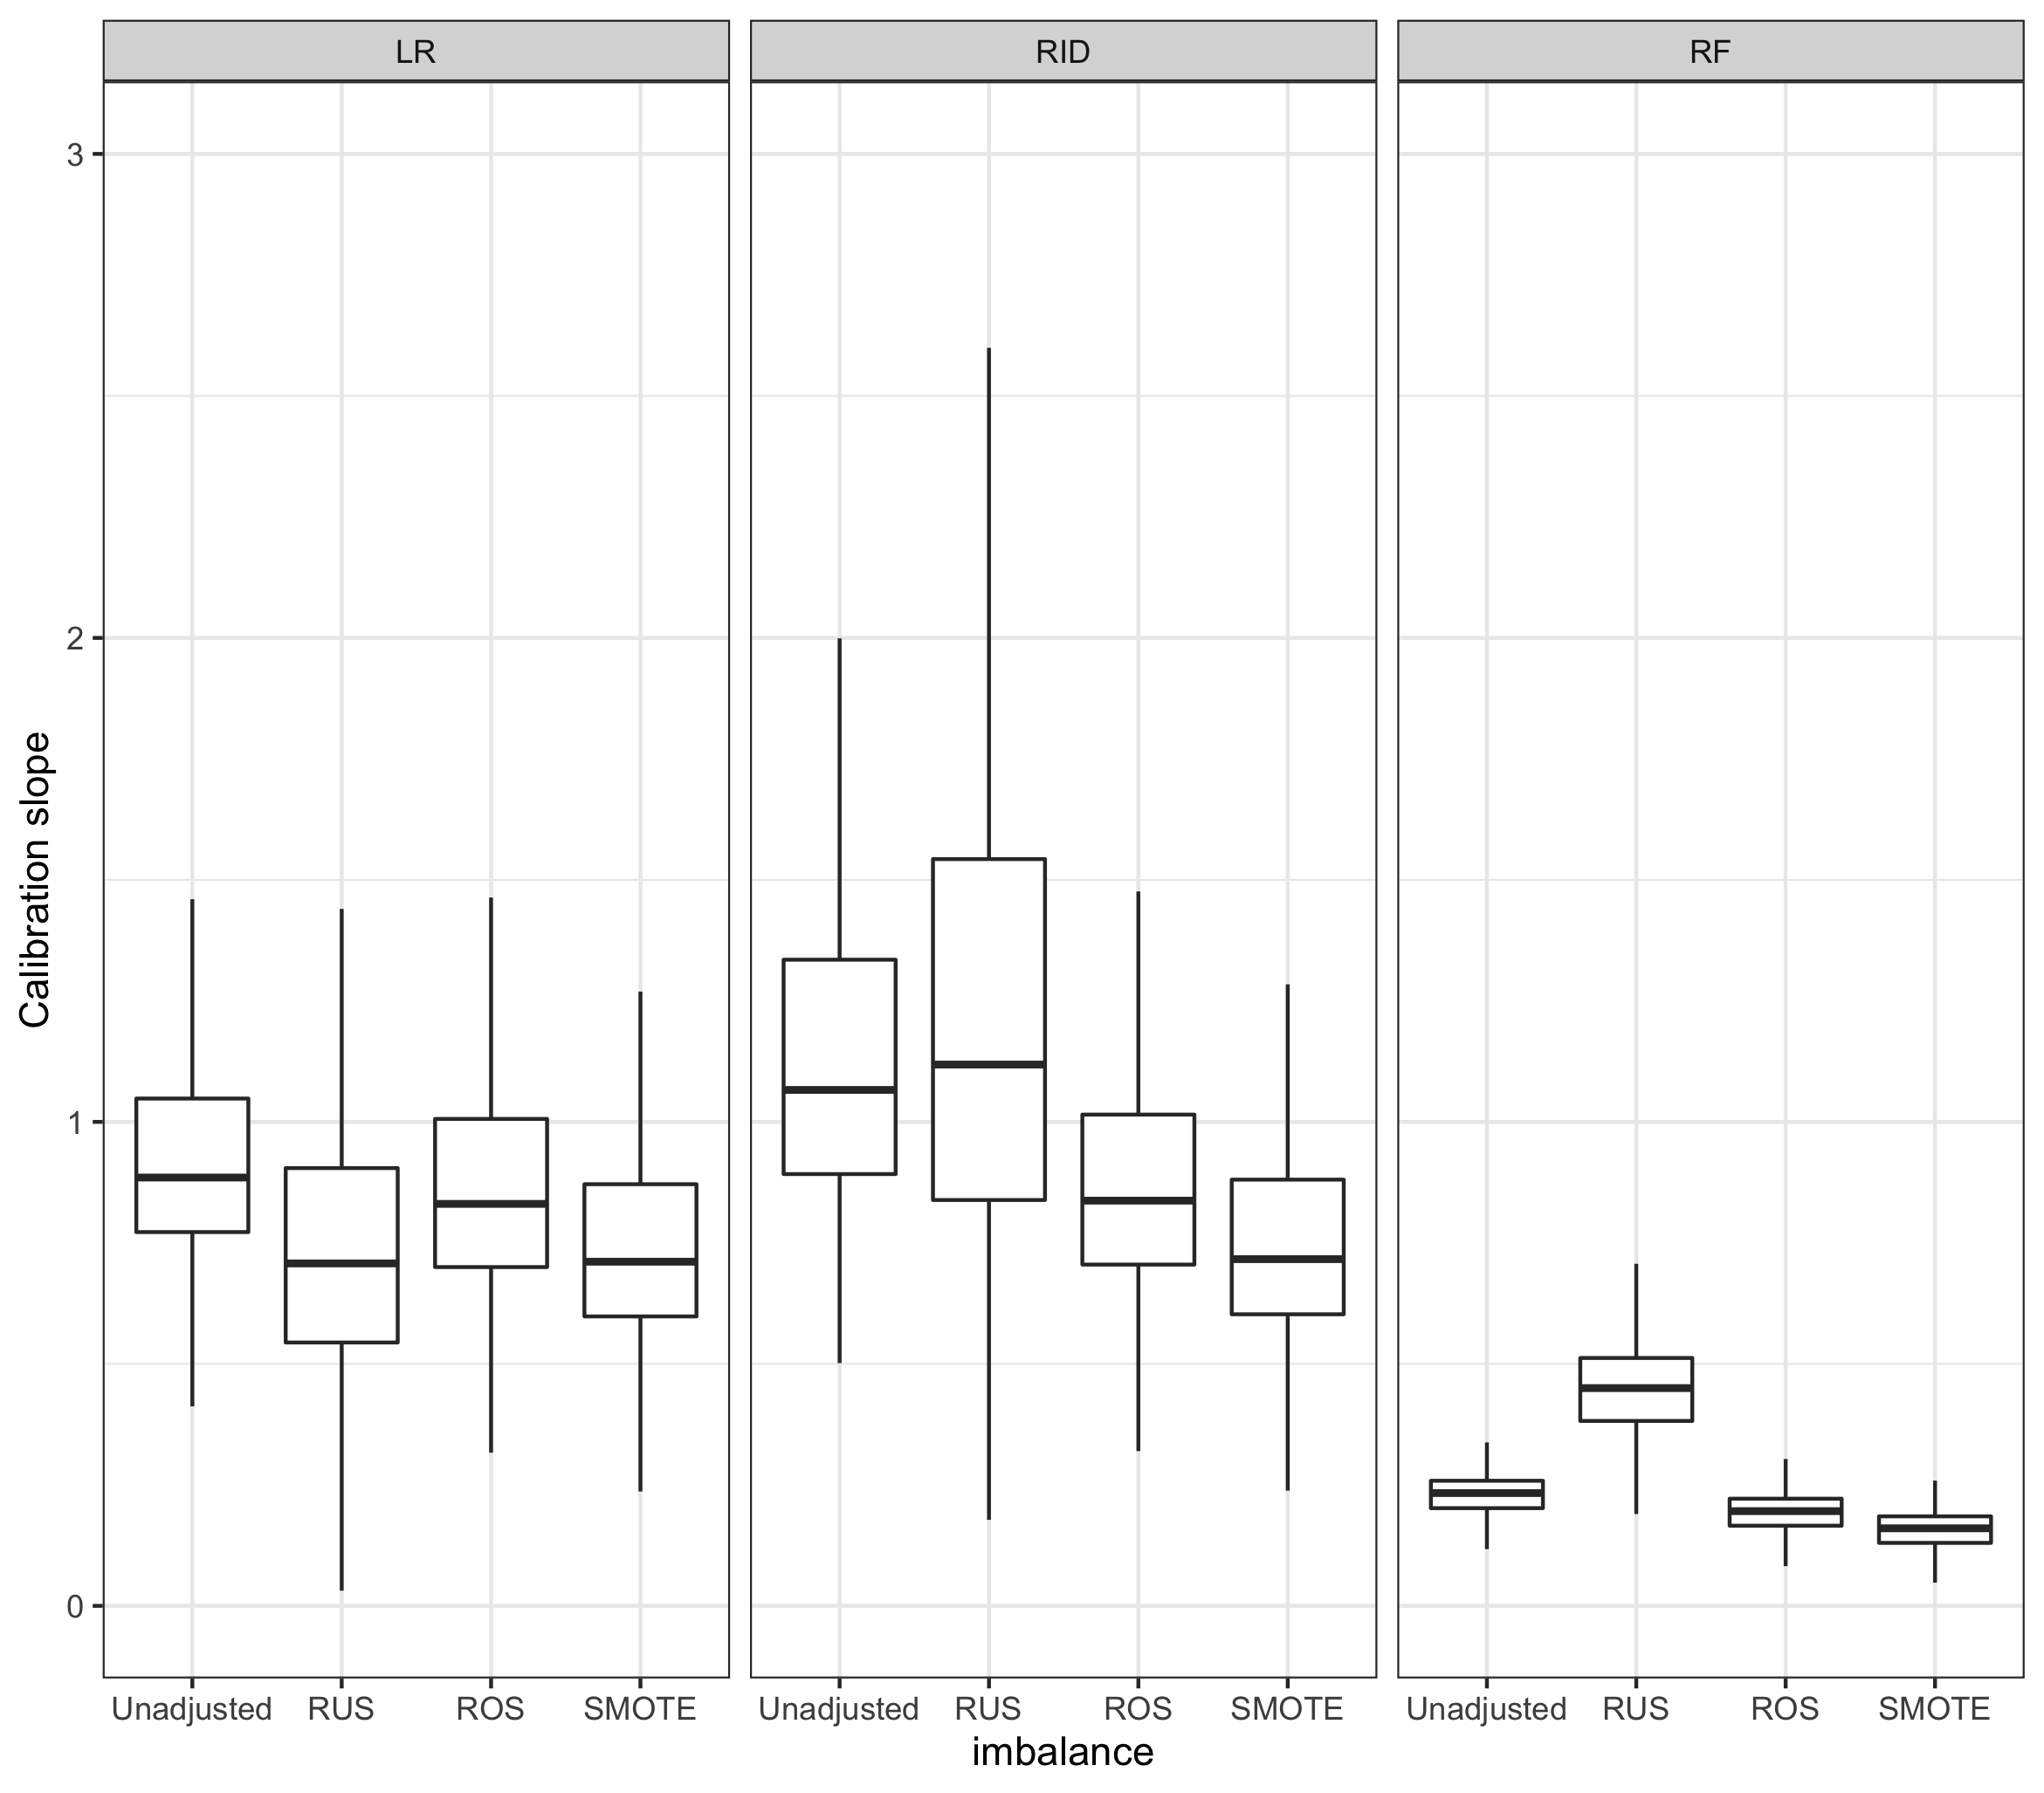 LR RID RF
3
2
1
0
Calibration slope
Unadjusted RUS ROS SMOTE Unadjusted RUS ROS SMOTE Unadjusted RUS ROS SMOTE
imbalance